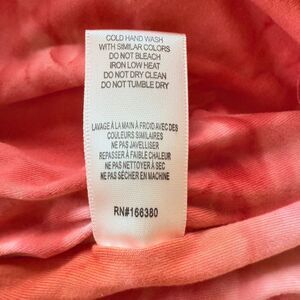 COLD HAND WASH
WITH SIMILAR COLORS
DO NOT BLEACH
IRON LOW HEAT
DO NOT DRY CLEAN
DO NOT TUMBLE DRY
LAVAGE À LA MAIN À FROID AVEC DES
COULEURS SIMILAIRES
NE PAS JAVELLISER
REPASSER À FAIBLE CHALEUR
NE PAS NETTOYER À SEC
NE PAS SÉCHER EN MACHINE
RN#166380